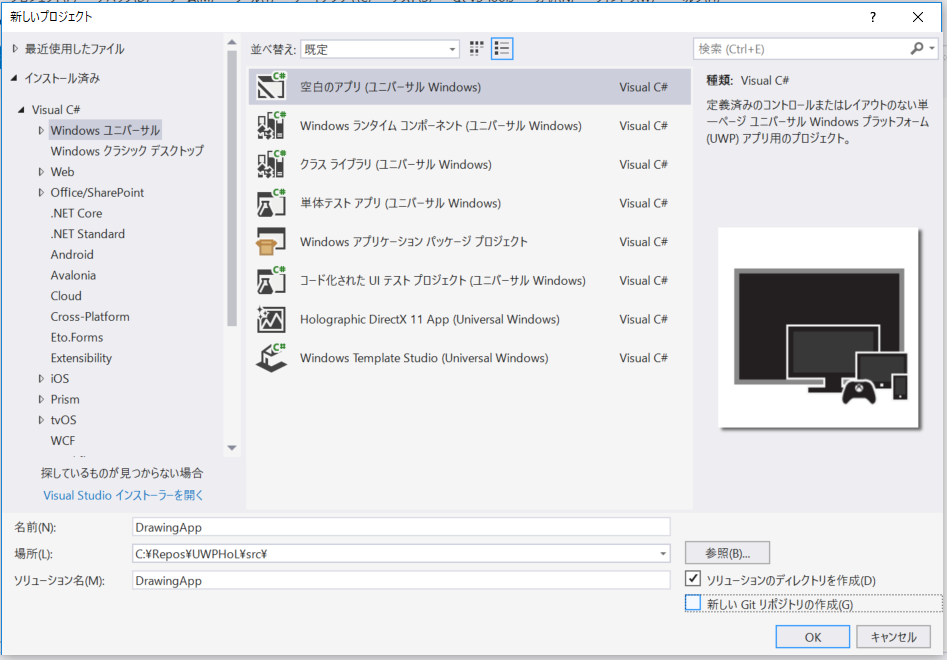 新しいプロジェクト
?
最近使用したファイル
インストール済み
Visual C#
Windows ユニバーサル
Windows クラシック デスクトップ
Web
Office/SharePoint
.NET Core
.NET Standard
Android
Avalonia
Cloud
Cross-Platform
Eto.Forms
Extensibility
iOS
Prism
tvOS
WCF
探しているものが見つからない場合
Visual Studio インストーラーを開く
並べ替え: 既定
C# 空白のアプリ (ユニバーサル Windows) Visual C#
C# Windows ランタイム コンポーネント (ユニバーサル Windows) Visual C#
C# クラス ライブラリ (ユニバーサル Windows) Visual C#
C# 単体テスト アプリ (ユニバーサル Windows) Visual C#
Windows アプリケーション パッケージ プロジェクト Visual C#
C# コード化された UI テスト プロジェクト (ユニバーサル Windows) Visual C#
Holographic DirectX 11 App (Universal Windows) Visual C#
C# Windows Template Studio (Universal Windows) Visual C#
検索 (Ctrl+E)
種類: Visual C#
定義済みのコントロールまたはレイアウトのない単
一ページ ユニバーサル Windows プラットフォーム
(UWP) アプリ用のプロジェクト。
名前(N): DrawingApp
場所(L): C:¥Repos¥UWPHoL¥src¥
参照(B)...
ソリューション名(M): DrawingApp
ソリューションのディレクトリを作成(D)
新しい Git リポジトリの作成(G)
OK
キャンセル